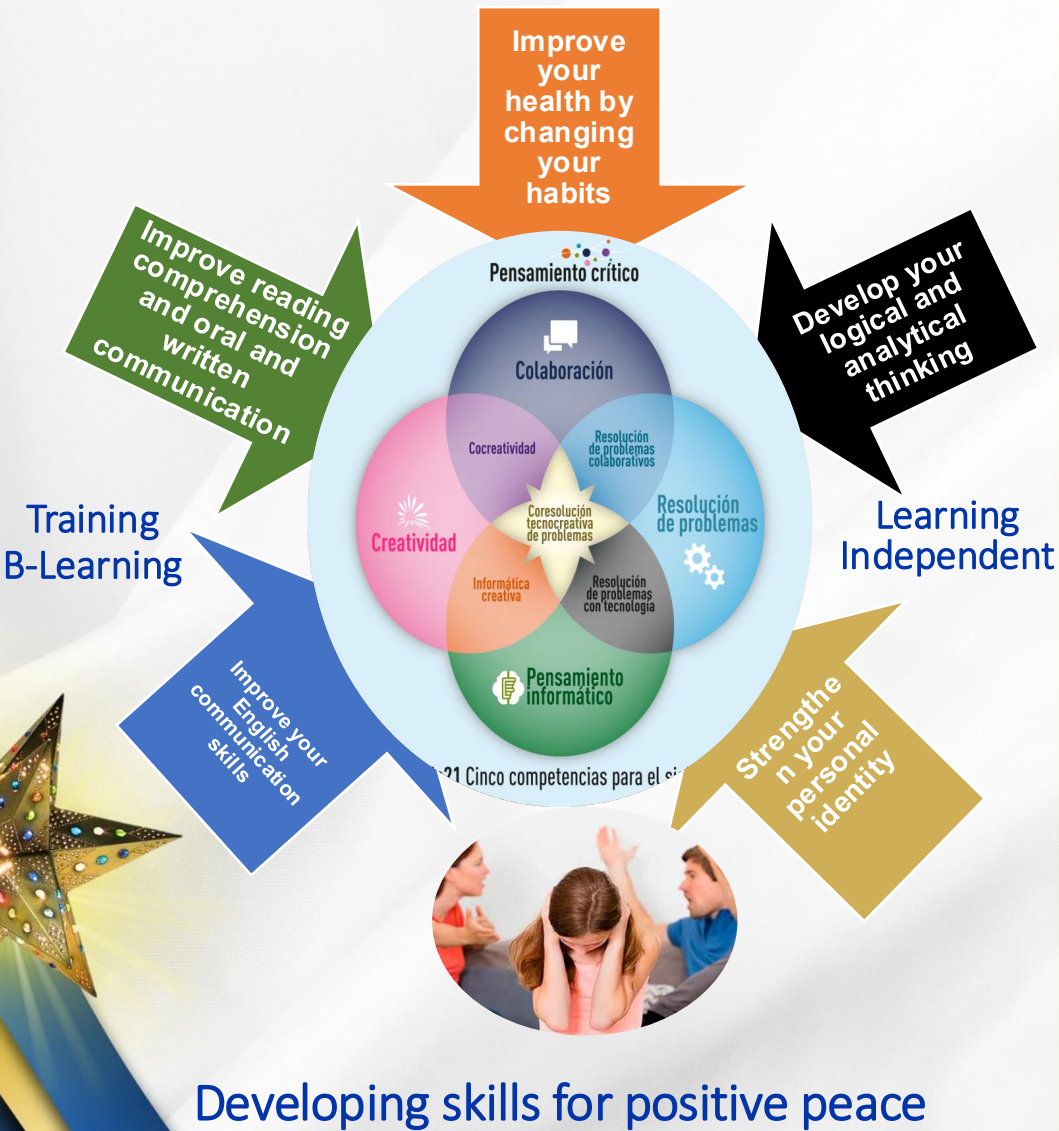 Improve
your
health by
changing
your
habits
Improve reading
comprehension
and oral and
written
communication
Develop your
logical and
analytical
thinking
Pensamiento crítico
Colaboración
Cocreatividad
Resolución
de problemas
colaborativos
Creatividad
Coresolución
tecnocreativa
de problemas
Resolución
de problemas
Informática
creativa
Resolución
de problemas
con tecnología
Pensamiento
informático
21 Cinco competencias para el
Training
B-Learning
Learning
Independent
Improve your
English
communication
skills
Strengthe
n your
personal
identity
Developing skills for positive peace